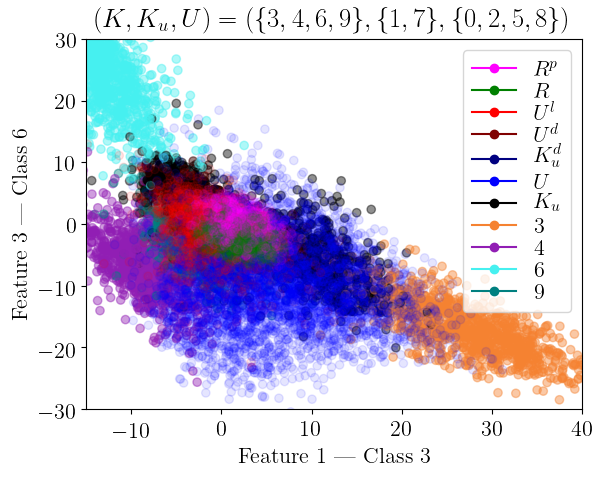 (K, K_u, U) = ({3, 4, 6, 9}, {1, 7}, {0, 2, 5, 8})
30
20
10
0
−10
−20
−30
Feature 3 — Class 6
R^p
R
U^l
U^d
K_u^d
U
K_u
3
4
6
9
−10
0
10
20
30
40
Feature 1 — Class 3